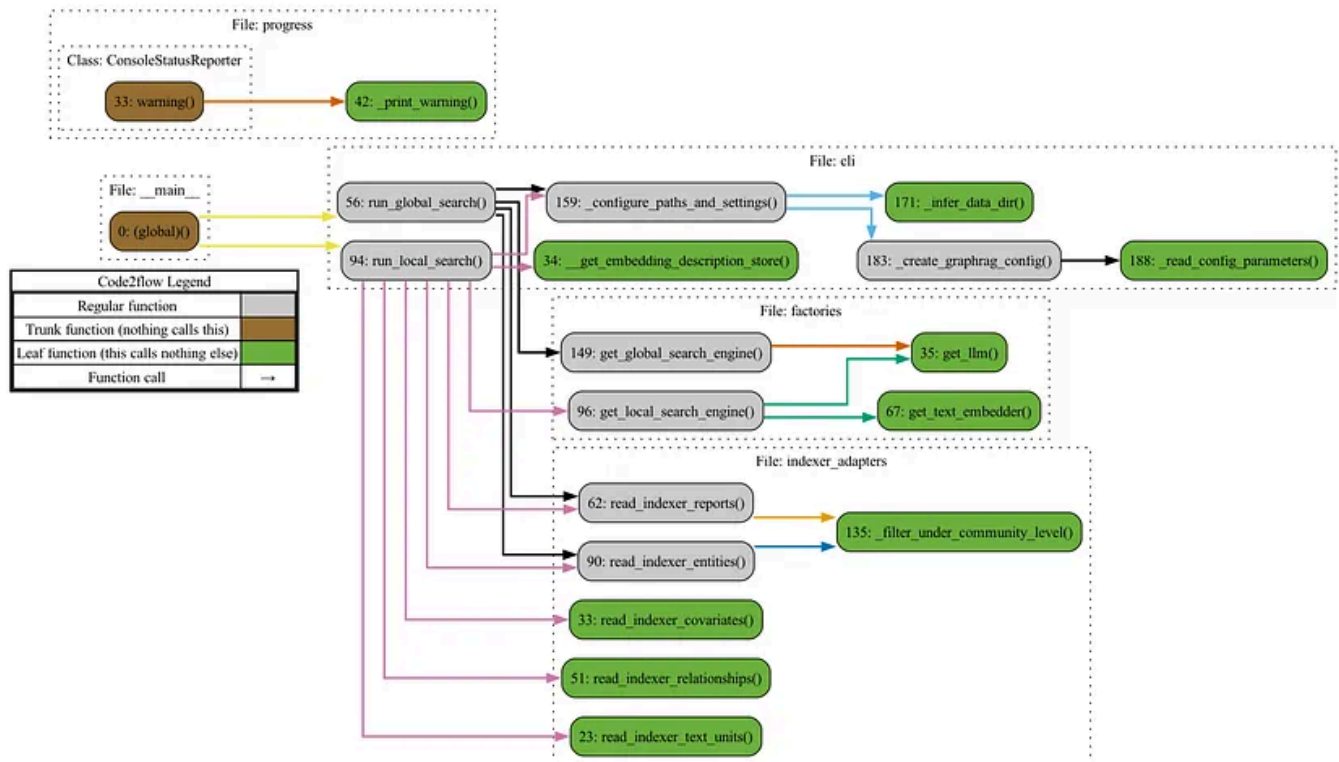 File: progress
Class: ConsoleStatusReporter
33: warning()
42: _print_warning()
File: cli
File: __main__
56: run_global_search()
159: _configure_paths_and_settings()
171: _infer_data_dir()
0: (global)()
94: run_local_search()
34: __get_embedding_description_store()
183: _create_graphrag_config()
188: _read_config_parameters()
Code2flow Legend
Regular function
Trunk function (nothing calls this)
Leaf function (this calls nothing else)
Function call →
File: factories
149: get_global_search_engine()
35: get_llm()
96: get_local_search_engine()
67: get_text_embedder()
File: indexer_adapters
62: read_indexer_reports()
135: _filter_under_community_level()
90: read_indexer_entities()
33: read_indexer_covariates()
51: read_indexer_relationships()
23: read_indexer_text_units()